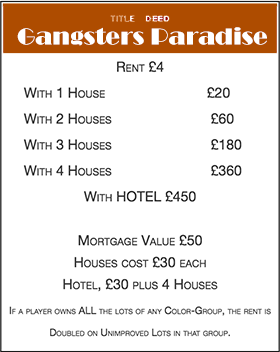 TITLE DEED
Gangsters Paradise
RENT £4
WITH 1 HOUSE £20
WITH 2 HOUSES £60
WITH 3 HOUSES £180
WITH 4 HOUSES £360
WITH HOTEL £450
MORTGAGE VALUE £50
HOUSES COST £30 EACH
HOTEL, £30 PLUS 4 HOUSES
IF A PLAYER OWNS ALL THE LOTS OF ANY COLOR-GROUP, THE RENT IS
DOUBLED ON UNIMPROVED LOTS IN THAT GROUP.